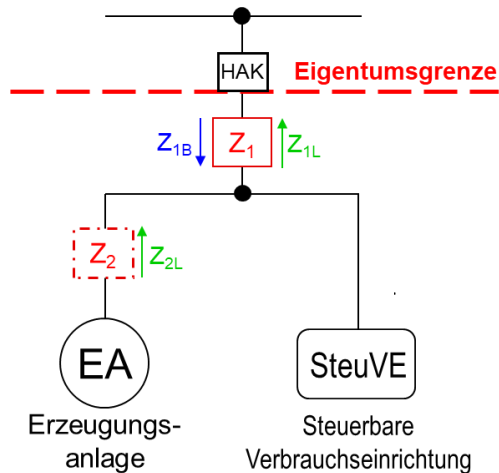 HAK
Eigentumsgrenze
Z1B
Z1
Z1L
Z2
Z2L
EA
SteuVE
Erzeugungs-
anlage
Steuerbare
Verbrauchseinrichtung